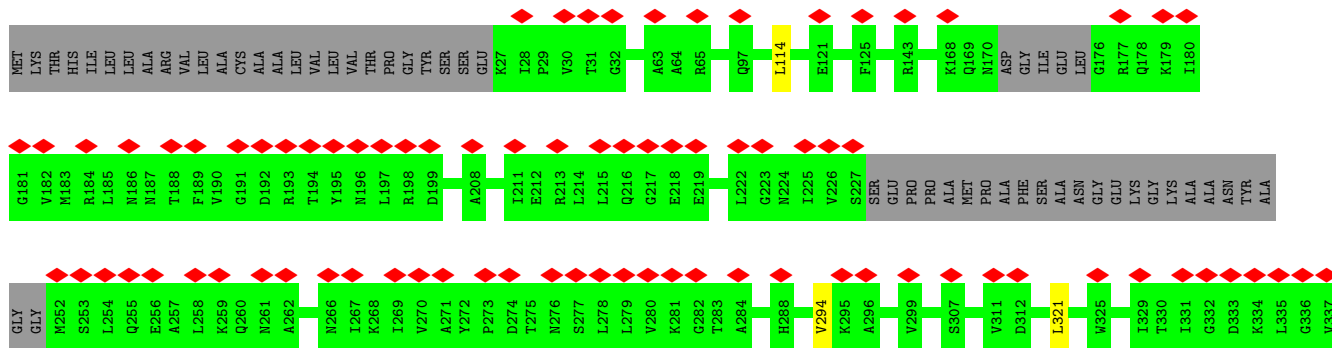 MET LYS THR HIS ILE LEU LEU ALA ARG VAL LEU ALA CYS ALA ALA LEU VAL LEU VAL THR PRO GLY TYR SER SER GLU K27 I28 P29 V30 T31 G32 A63 A64 R65 Q97 L114 E121 F125 R143 K168 Q169 N170 ASP GLY ILE GLU LEU G176 R177 Q178 K179 I180
G181 V182 M183 R184 L185 N186 N187 T188 F189 V190 G191 D192 R193 T194 Y195 N196 L197 R198 D199 A208 I211 E212 R213 L214 L215 Q216 G217 E218 E219 L222 G223 N224 I225 V226 S227 SER GLU PRO PRO ALA MET PRO ALA PHE SER ALA ASN GLY GLU LYS GLY LYS ALA ALA ASN TYR ALA
GLY GLY M252 S253 L254 Q255 E256 A257 L258 K259 Q260 N261 A262 N266 I267 K268 I269 V270 A271 Y272 P273 D274 T275 N276 S277 L278 L279 V280 K281 G282 T283 A284 H288 V294 K295 A296 V299 S307 V311 D312 L321 W325 I329 T330 I331 G332 D333 K334 L335 G336 V337